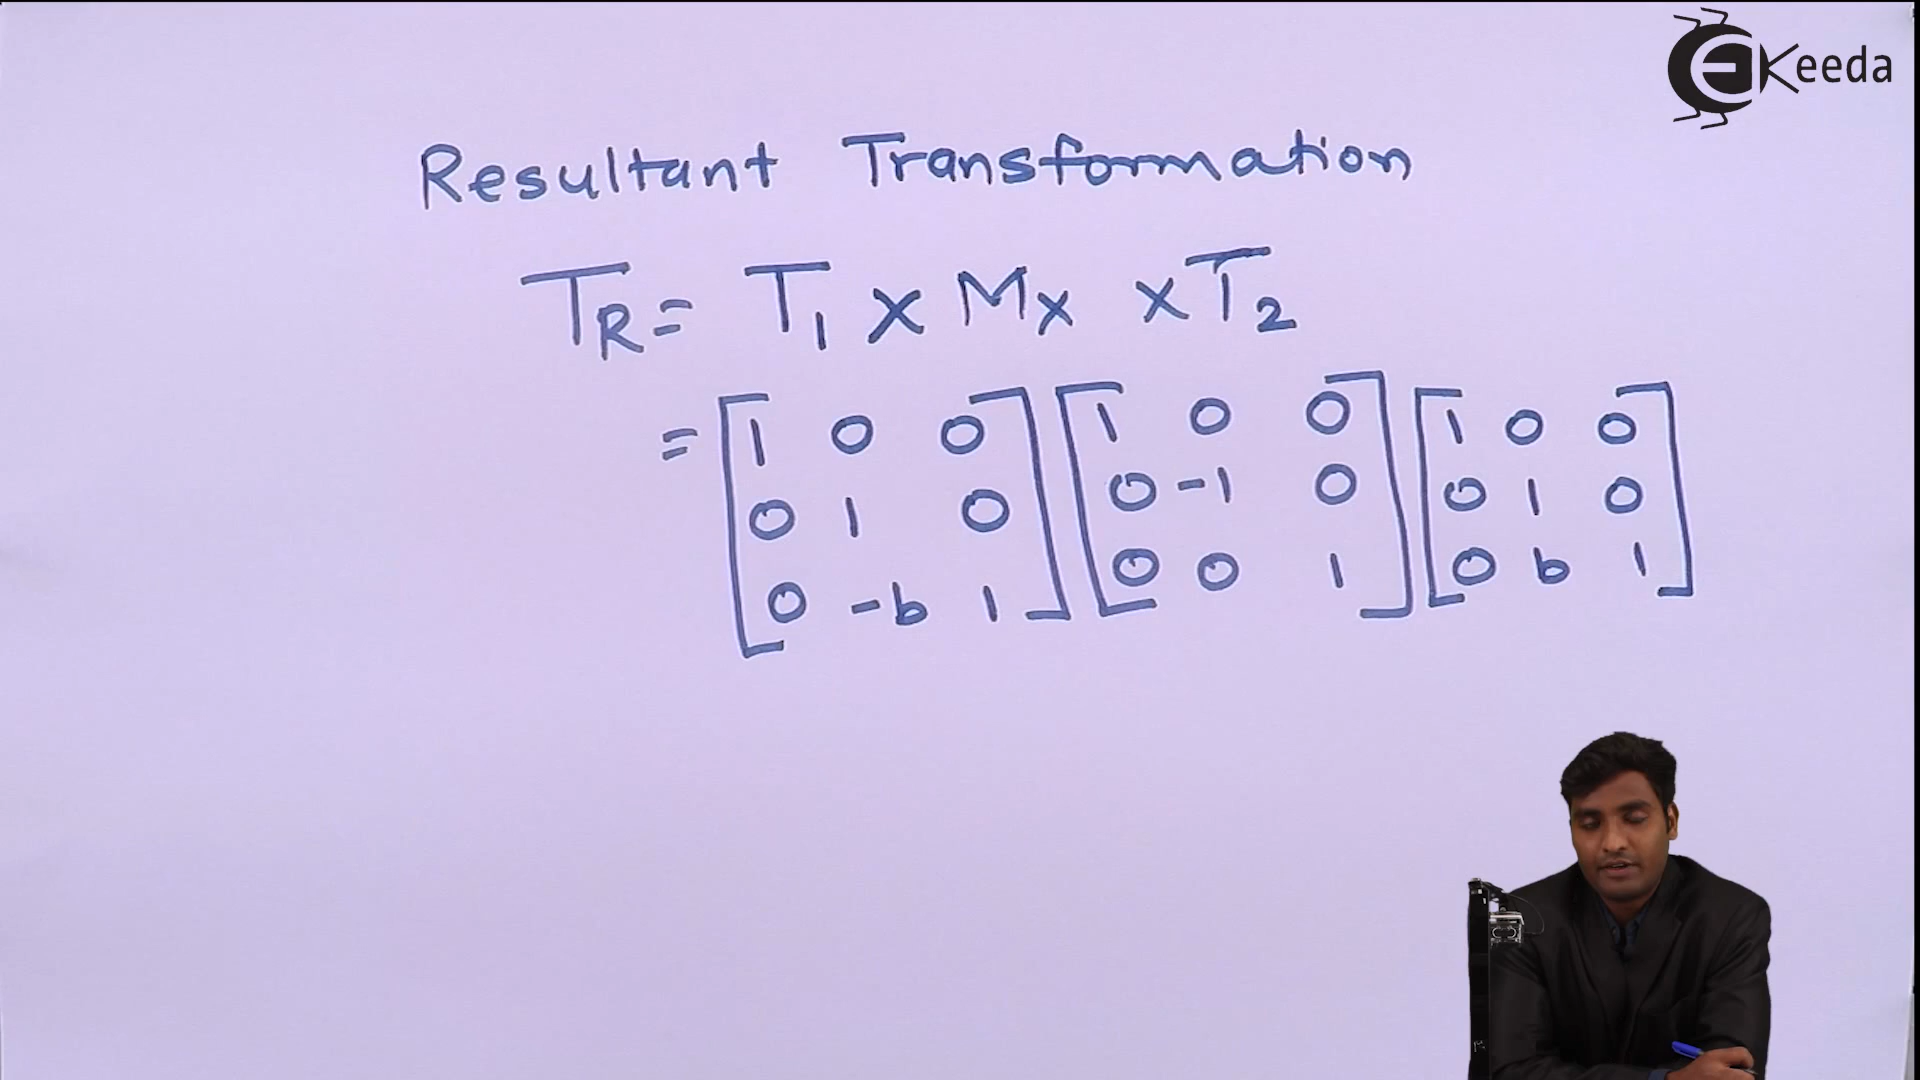 EKeeda
Resultant Transformation
TR = T1 × Mx × T2
= [1 0 0] [1 0 0] [1 0 0]
[0 1 0] [0 -1 0] [0 1 0]
[0 -b 1] [0 0 1] [0 b 1]